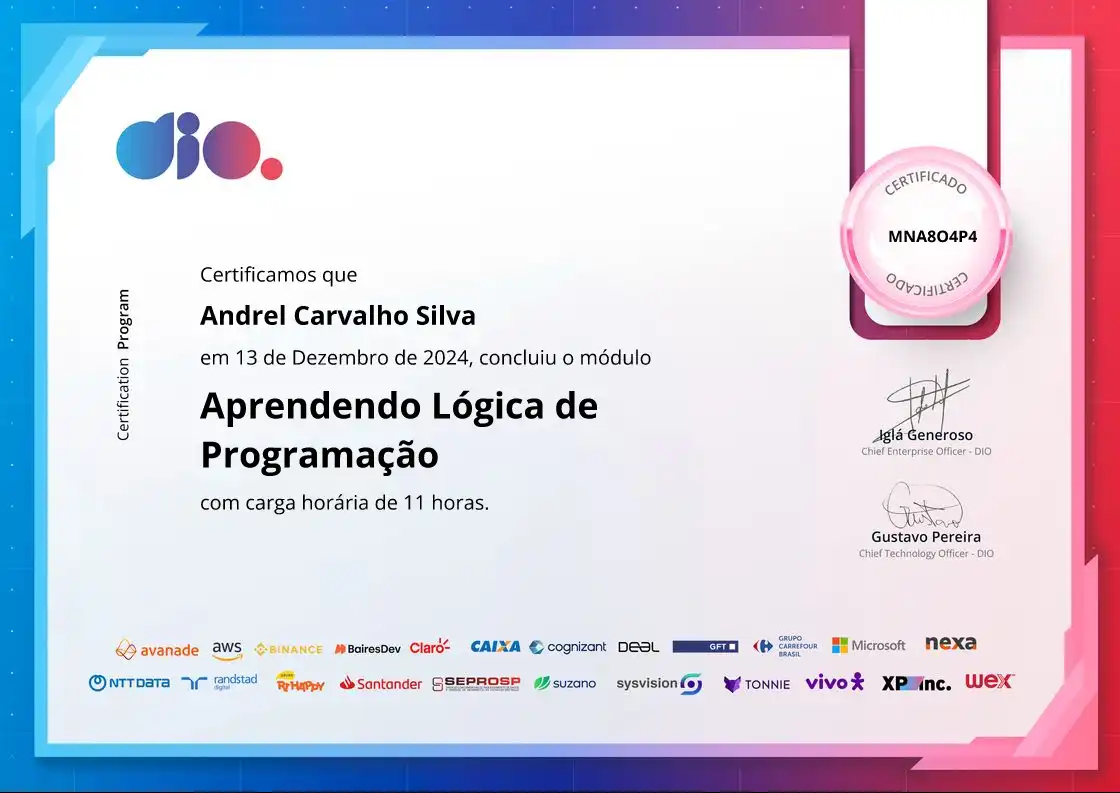 dio.
CERTIFICADO
MNA8O4P4
CERTIFICADO
Certification Program
Certificamos que
Andrel Carvalho Silva
em 13 de Dezembro de 2024, concluiu o módulo
Aprendendo Lógica de
Programação
com carga horária de 11 horas.
Iglá Generoso
Chief Enterprise Officer - DIO
Gustavo Pereira
Chief Technology Officer - DIO
avanade aws BINANCE BairesDev Claro CAIXA cognizant DEAL GFT GRUPO CARREFOUR BRASIL Microsoft nexa
NTT DATA randstad digital RIHAPPY Santander SEPROSP suzano sysvision TONNIE vivo XP inc. wex